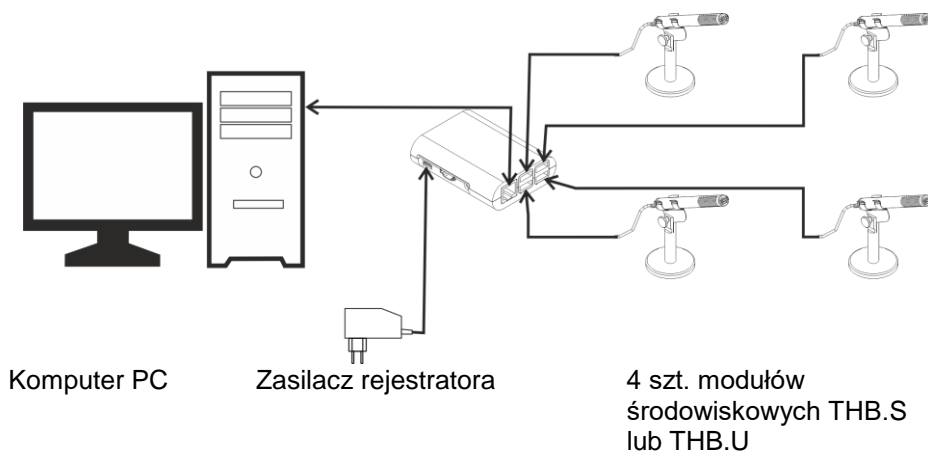 Komputer PC
Zasilacz rejestratora
4 szt. modułów
środowiskowych THB.S
lub THB.U